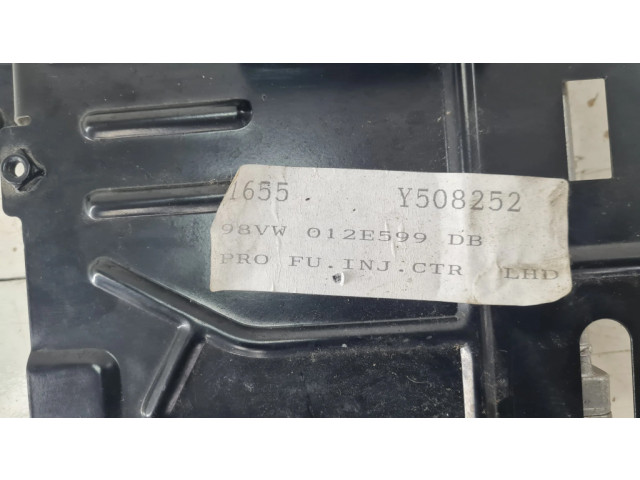 1655 Y508252
98VW 012E599 DB
PRO FU.INJ.CTR LHD